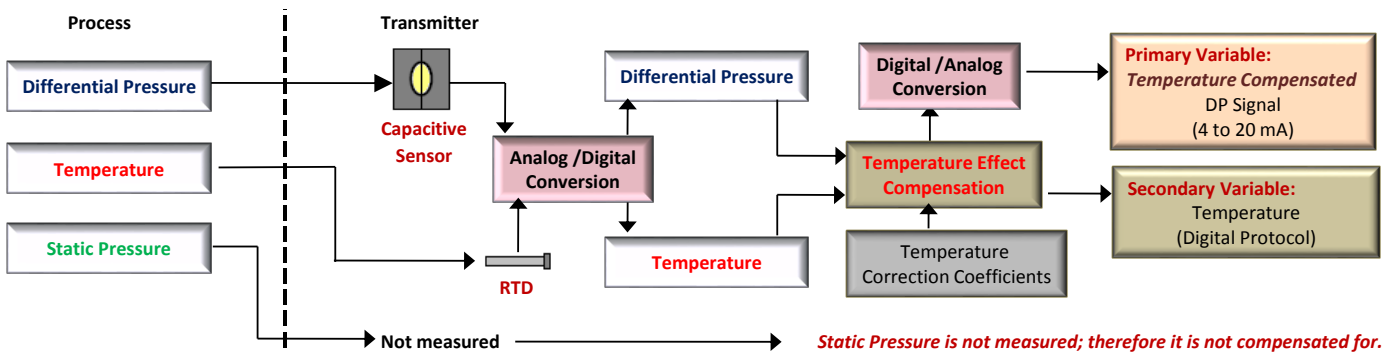 Process
Transmitter
Differential Pressure
Temperature
Static Pressure
Capacitive
Sensor
RTD
Analog /Digital
Conversion
Differential Pressure
Temperature
Digital /Analog
Conversion
Temperature Effect
Compensation
Temperature
Correction Coefficients
Primary Variable:
Temperature Compensated
DP Signal
(4 to 20 mA)
Secondary Variable:
Temperature
(Digital Protocol)
Not measured
Static Pressure is not measured; therefore it is not compensated for.